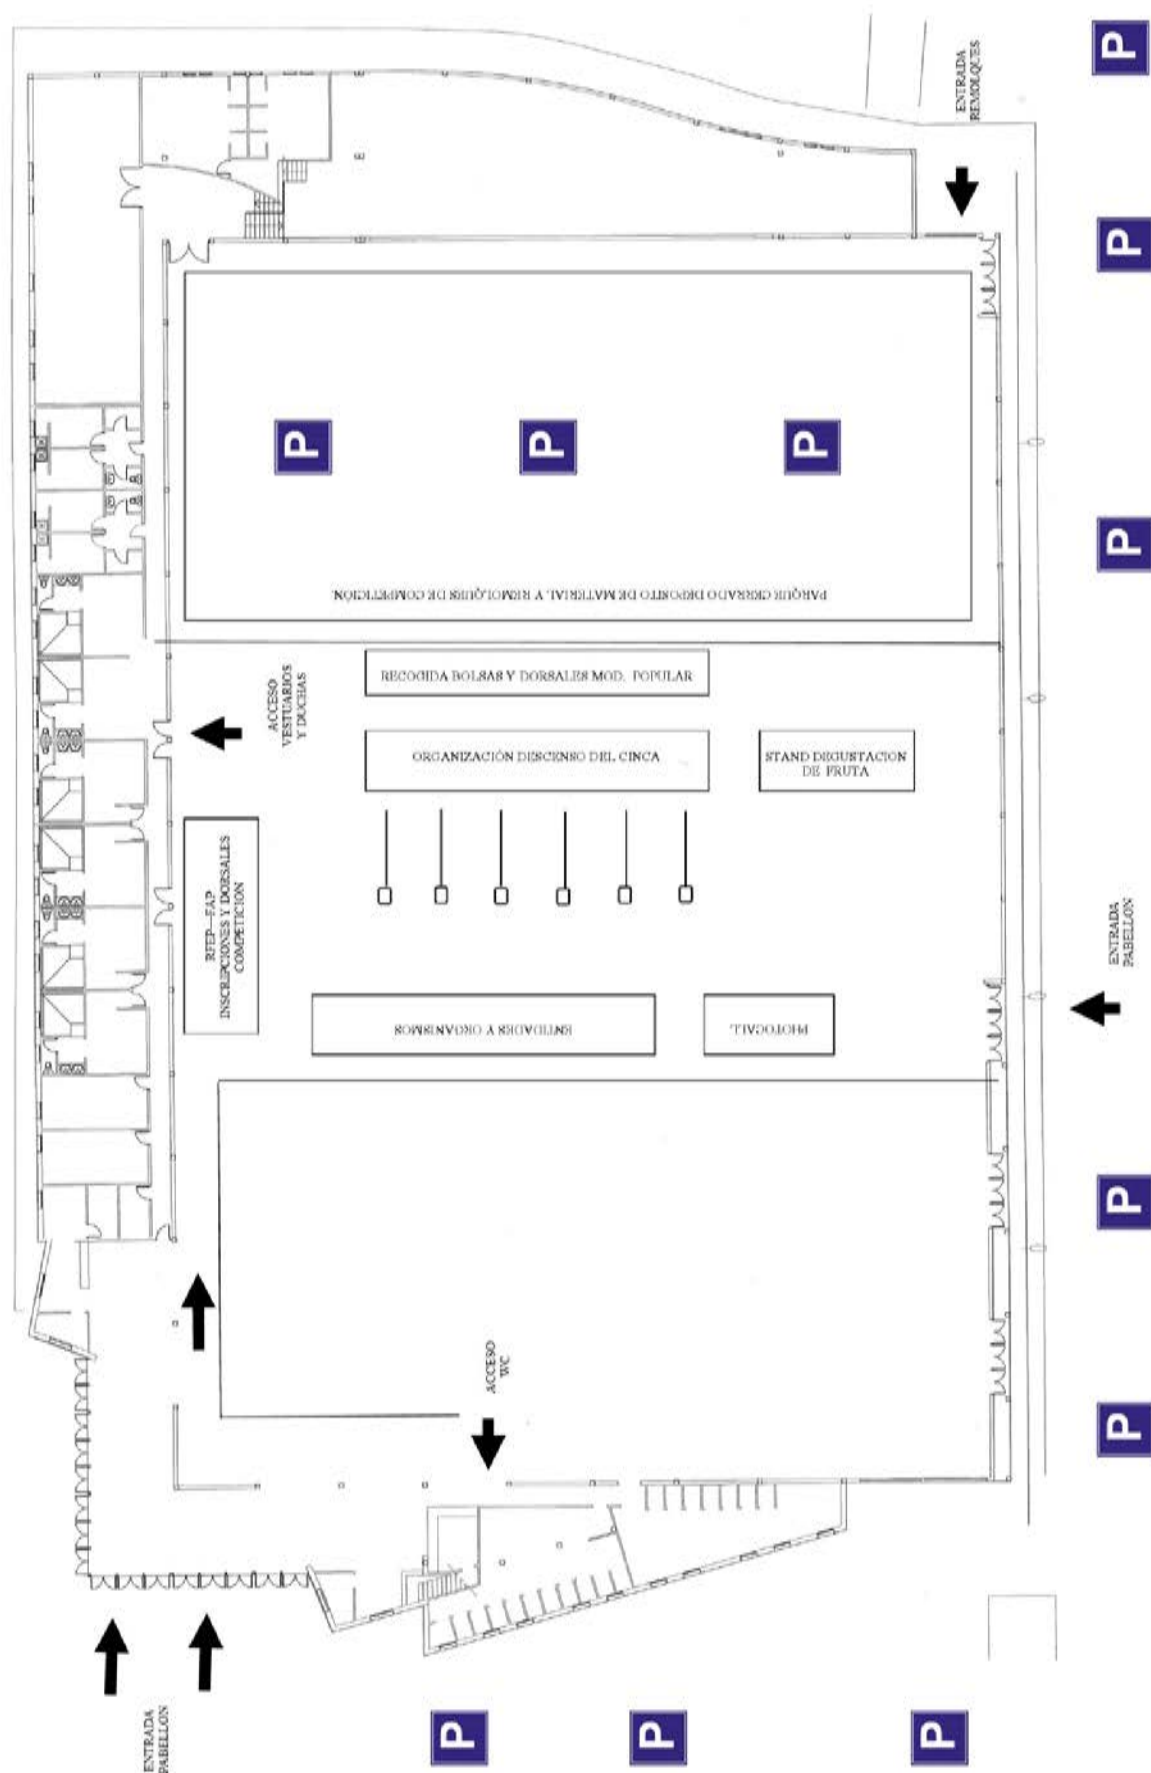 P
ENTRADA
REMOLQUES
P
P
P
P
P
PARQUE CERRADO DEPOSITO DE MATERIAL Y REMOLQUES DE COMPETICIÓN.
RECOGIDA BOLSAS Y DORSALES MOD. POPULAR
ACCESO
VESTUARIOS
Y DUCHAS
ORGANIZACIÓN DESCENSO DEL CINCA
STAND DEGUSTACION
DE FRUTA
RFEP-FAP
INSCRIPCIONES Y DORSALES
COMPETICION
ENTRADA
PABELLON
ENTIDADES Y ORGANISMOS
PHOTOCALL
P
ACCESO
WC
P
ENTRADA
PABELLON
P
P
P